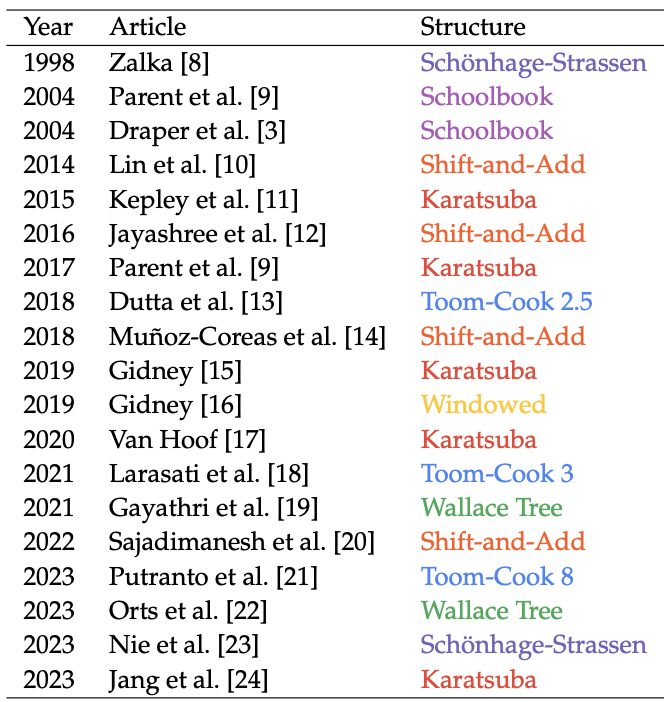 Year Article Structure
1998 Zalka [8] Schönhage-Strassen
2004 Parent et al. [9] Schoolbook
2004 Draper et al. [3] Schoolbook
2014 Lin et al. [10] Shift-and-Add
2015 Kepley et al. [11] Karatsuba
2016 Jayashree et al. [12] Shift-and-Add
2017 Parent et al. [9] Karatsuba
2018 Dutta et al. [13] Toom-Cook 2.5
2018 Muñoz-Coreas et al. [14] Shift-and-Add
2019 Gidney [15] Karatsuba
2019 Gidney [16] Windowed
2020 Van Hoof [17] Karatsuba
2021 Larasati et al. [18] Toom-Cook 3
2021 Gayathri et al. [19] Wallace Tree
2022 Sajadimanesh et al. [20] Shift-and-Add
2023 Putranto et al. [21] Toom-Cook 8
2023 Orts et al. [22] Wallace Tree
2023 Nie et al. [23] Schönhage-Strassen
2023 Jang et al. [24] Karatsuba